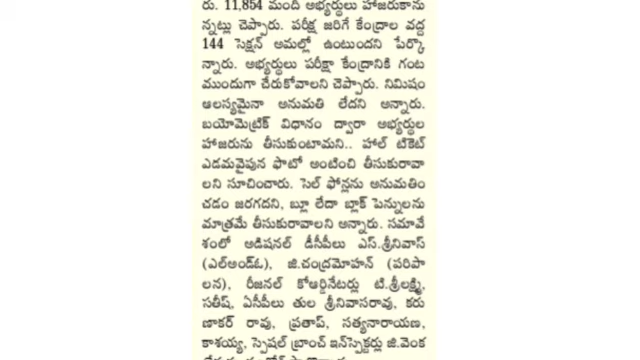 రు. 11,854 మంది అభ్యర్థులు హాజరుకాను
న్నట్లు చెప్పారు. పరీక్ష జరిగే కేంద్రాల వద్ద
144 సెక్షన్ అమల్లో ఉంటుందని పేర్కొ
న్నారు. అభ్యర్థులు పరీక్షా కేంద్రానికి గంట
ముందుగా చేరుకోవాలని చెప్పారు. నిమిషం
ఆలస్యమైనా అనుమతి లేదని అన్నారు.
బయోమెట్రిక్ విధానం ద్వారా అభ్యర్థుల
హాజరును తీసుకుంటామని.. హాల్ టికెట్
ఎడమవైపున ఫొటో అంటించి తీసుకురావా
లని సూచించారు. సెల్ ఫోన్లను అనుమతిం
చడం జరగదని, బ్లూ లేదా బ్లాక్ పెన్నులను
మాత్రమే తీసుకురావాలని అన్నారు. సమావే
శంలో అడిషనల్ డీసీపీలు ఎస్.శ్రీనివాస్
(ఎల్అండ్ఓ), జి.చంద్రమోహన్ (పరిపా
లన), రీజనల్ కోఆర్డినేటర్లు టి.శ్రీలక్ష్మి,
సతీష్, ఏసీపీలు తుల శ్రీనివాసరావు, కరు
ణాకర్ రావు, ప్రతాప్, సత్యనారాయణ,
కాశయ్య, స్పెషల్ బ్రాంచ్ ఇన్‌స్పెక్టర్లు జి.వెంక